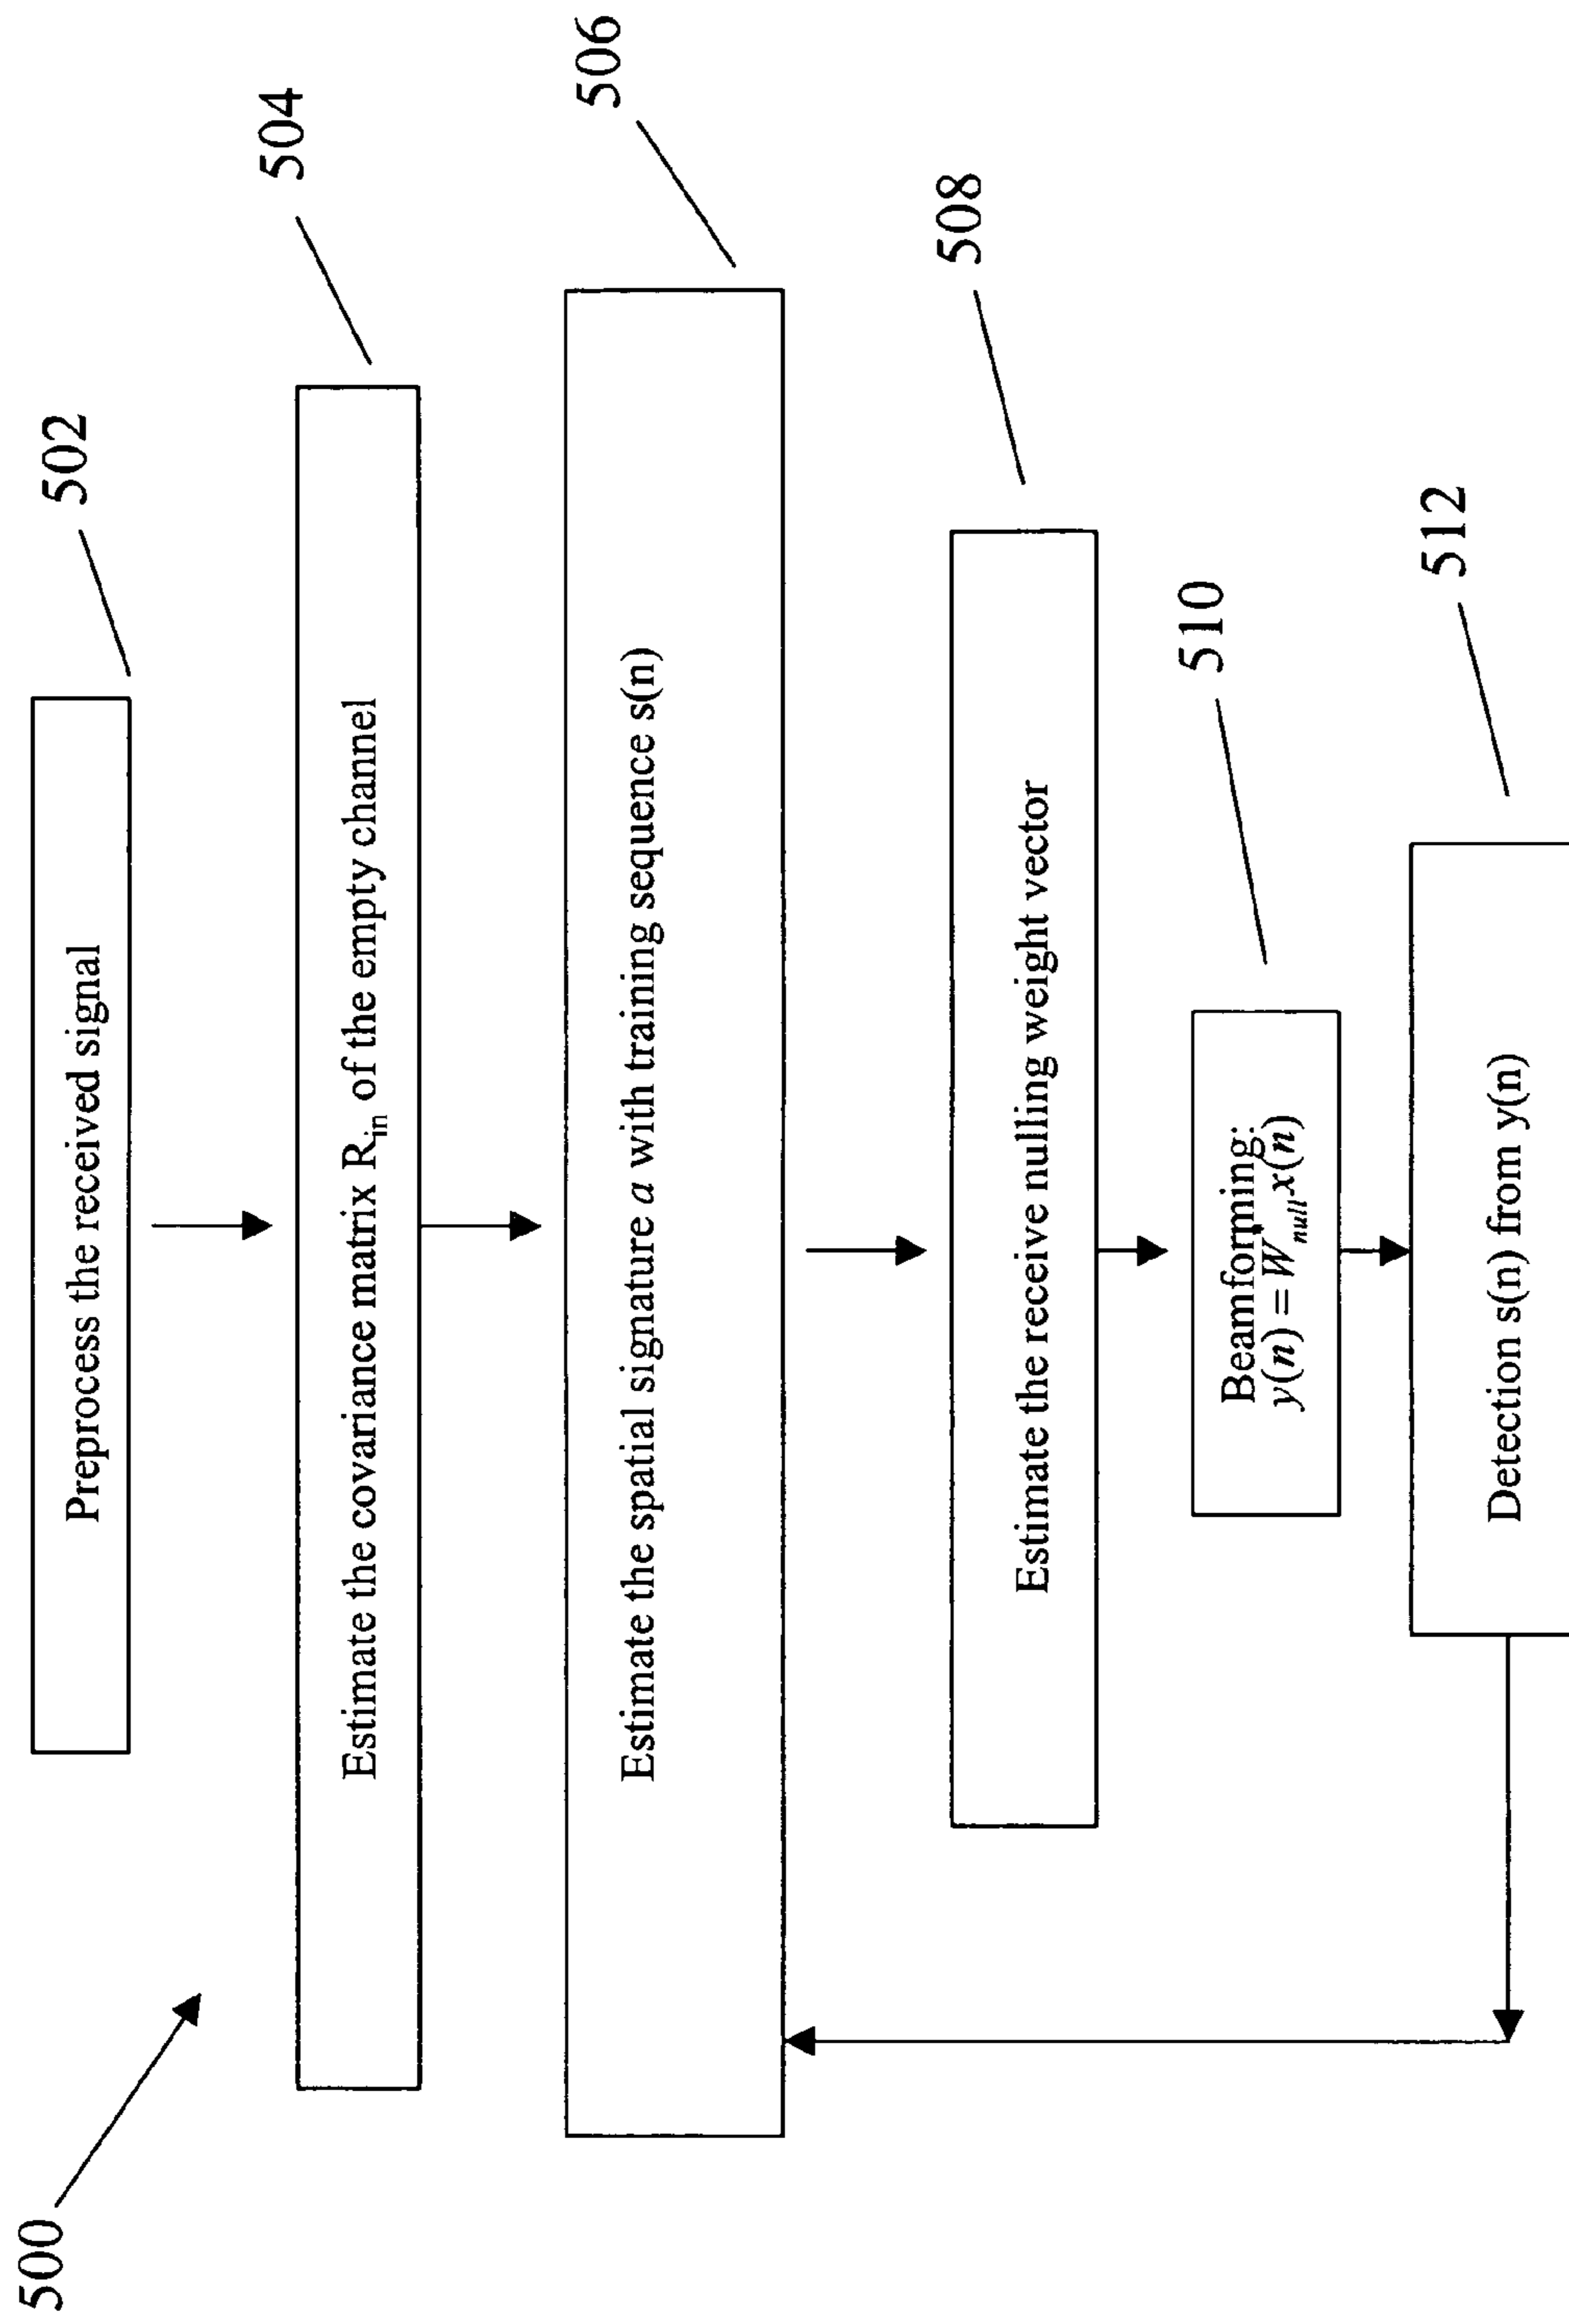 500
502
Preprocess the received signal
504
Estimate the covariance matrix R_in of the empty channel
506
Estimate the spatial signature a with training sequence s(n)
508
Estimate the receive nulling weight vector
510
Beamforming:
y(n) = W_null x(n)
512
Detection s(n) from y(n)